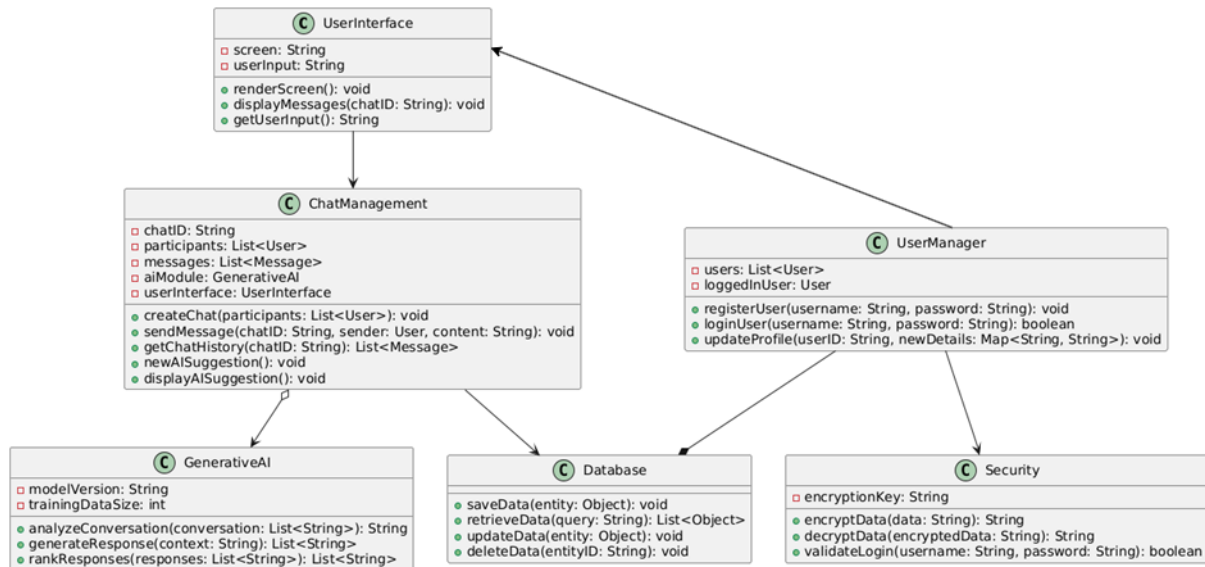 C UserInterface
screen: String
userInput: String
renderScreen(): void
displayMessages(chatID: String): void
getUserInput(): String
C ChatManagement
chatID: String
participants: List<User>
messages: List<Message>
aiModule: GenerativeAI
userInterface: UserInterface
createChat(participants: List<User>): void
sendMessage(chatID: String, sender: User, content: String): void
getChatHistory(chatID: String): List<Message>
newAISuggestion(): void
displayAISuggestion(): void
C UserManager
users: List<User>
loggedInUser: User
registerUser(username: String, password: String): void
loginUser(username: String, password: String): boolean
updateProfile(userID: String, newDetails: Map<String, String>): void
C GenerativeAI
modelVersion: String
trainingDataSize: int
analyzeConversation(conversation: List<String>): String
generateResponse(context: String): List<String>
rankResponses(responses: List<String>): List<String>
C Database
saveData(entity: Object): void
retrieveData(query: String): List<Object>
updateData(entity: Object): void
deleteData(entityID: String): void
C Security
encryptionKey: String
encryptData(data: String): String
decryptData(encryptedData: String): String
validateLogin(username: String, password: String): boolean